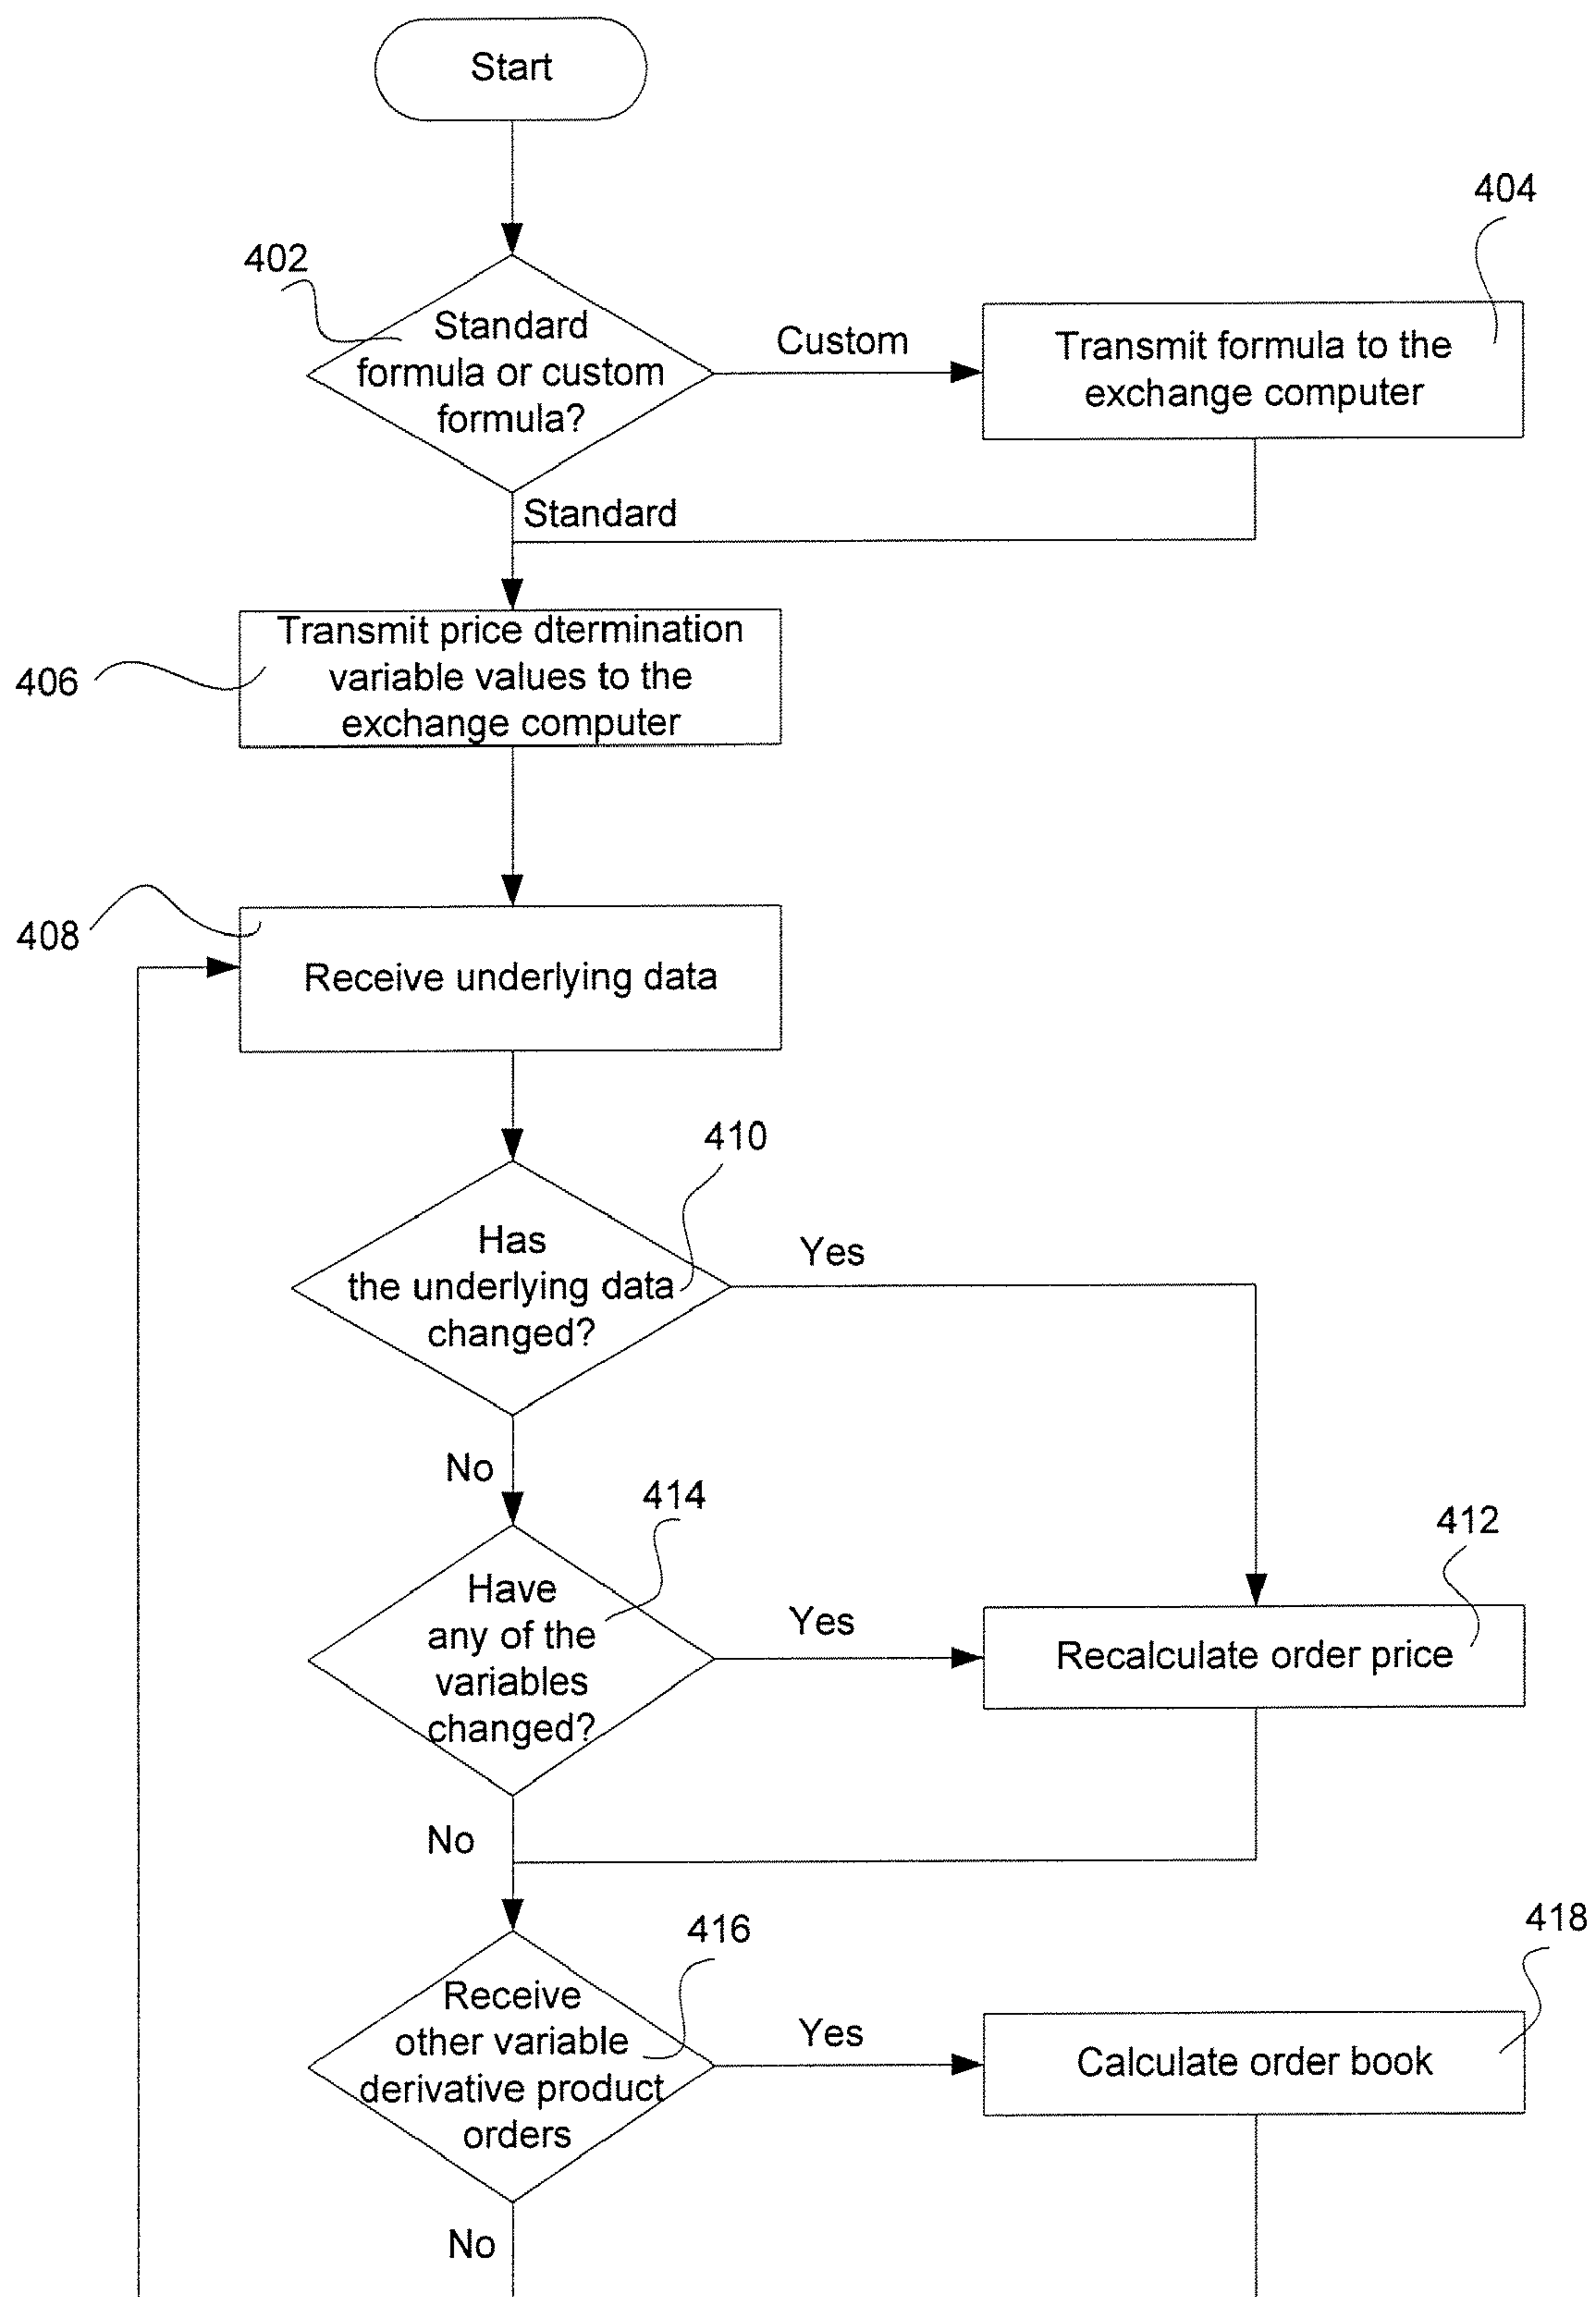 Start
404
402
Standard
formula or custom
formula?
Custom
Transmit formula to the
exchange computer
Standard
Transmit price dtermination
variable values to the
exchange computer
406
408
Receive underlying data
410
Has
the underlying data
changed?
Yes
No
414
412
Have
any of the
variables
changed?
Yes
Recalculate order price
No
416
418
Receive
other variable
derivative product
orders
Yes
Calculate order book
No